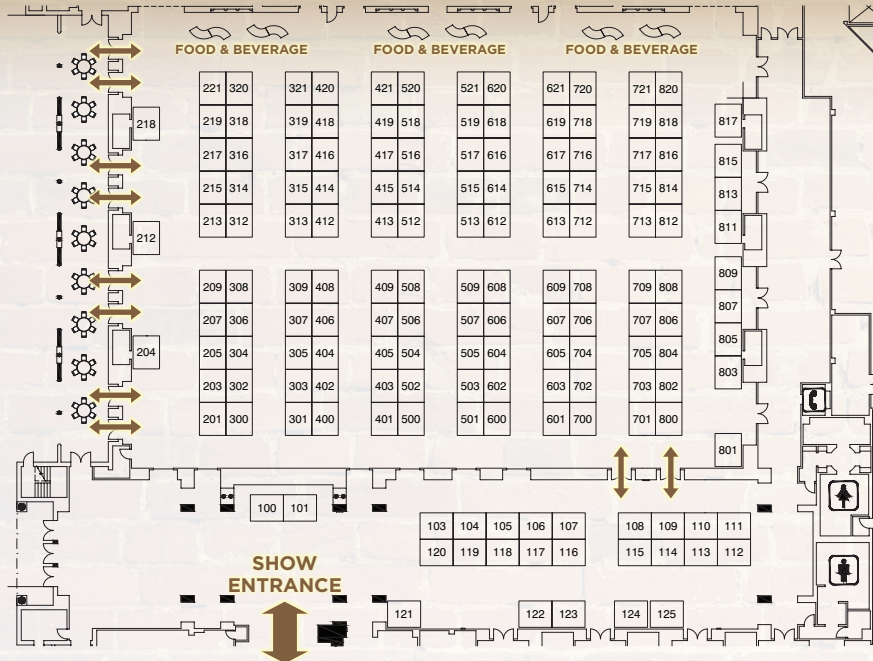 FOOD & BEVERAGE FOOD & BEVERAGE FOOD & BEVERAGE
221 320 321 420 421 520 521 620 621 720 721 820
219 318 319 418 419 518 519 618 619 718 719 818 817
218
217 316 317 416 417 516 517 616 617 716 717 816 815
215 314 315 414 415 514 515 614 615 714 715 814 813
213 312 313 412 413 512 513 612 613 712 713 812 811
212
209 308 309 408 409 508 509 608 609 708 709 808 809
207 306 307 406 407 506 507 606 607 706 707 806 807
205 304 305 404 405 504 505 604 605 704 705 804 805
204
203 302 303 402 403 502 503 602 603 702 703 802 803
201 300 301 400 401 500 501 600 601 700 701 800
801
100 101
103 104 105 106 107 108 109 110 111
120 119 118 117 116 115 114 113 112
SHOW
ENTRANCE
121 122 123 124 125